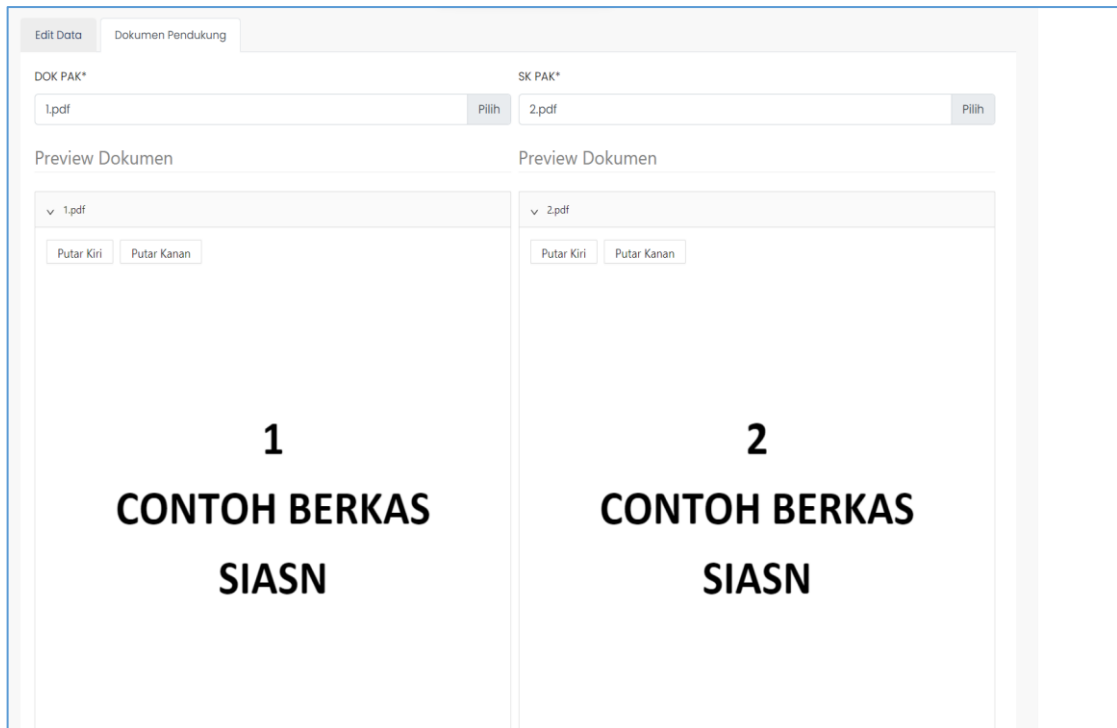 Edit Data Dokumen Pendukung
DOK PAK* SK PAK*
1.pdf Pilih 2.pdf Pilih
Preview Dokumen Preview Dokumen
1.pdf 2.pdf
Putar Kiri Putar Kanan Putar Kiri Putar Kanan
1
CONTOH BERKAS
SIASN
2
CONTOH BERKAS
SIASN